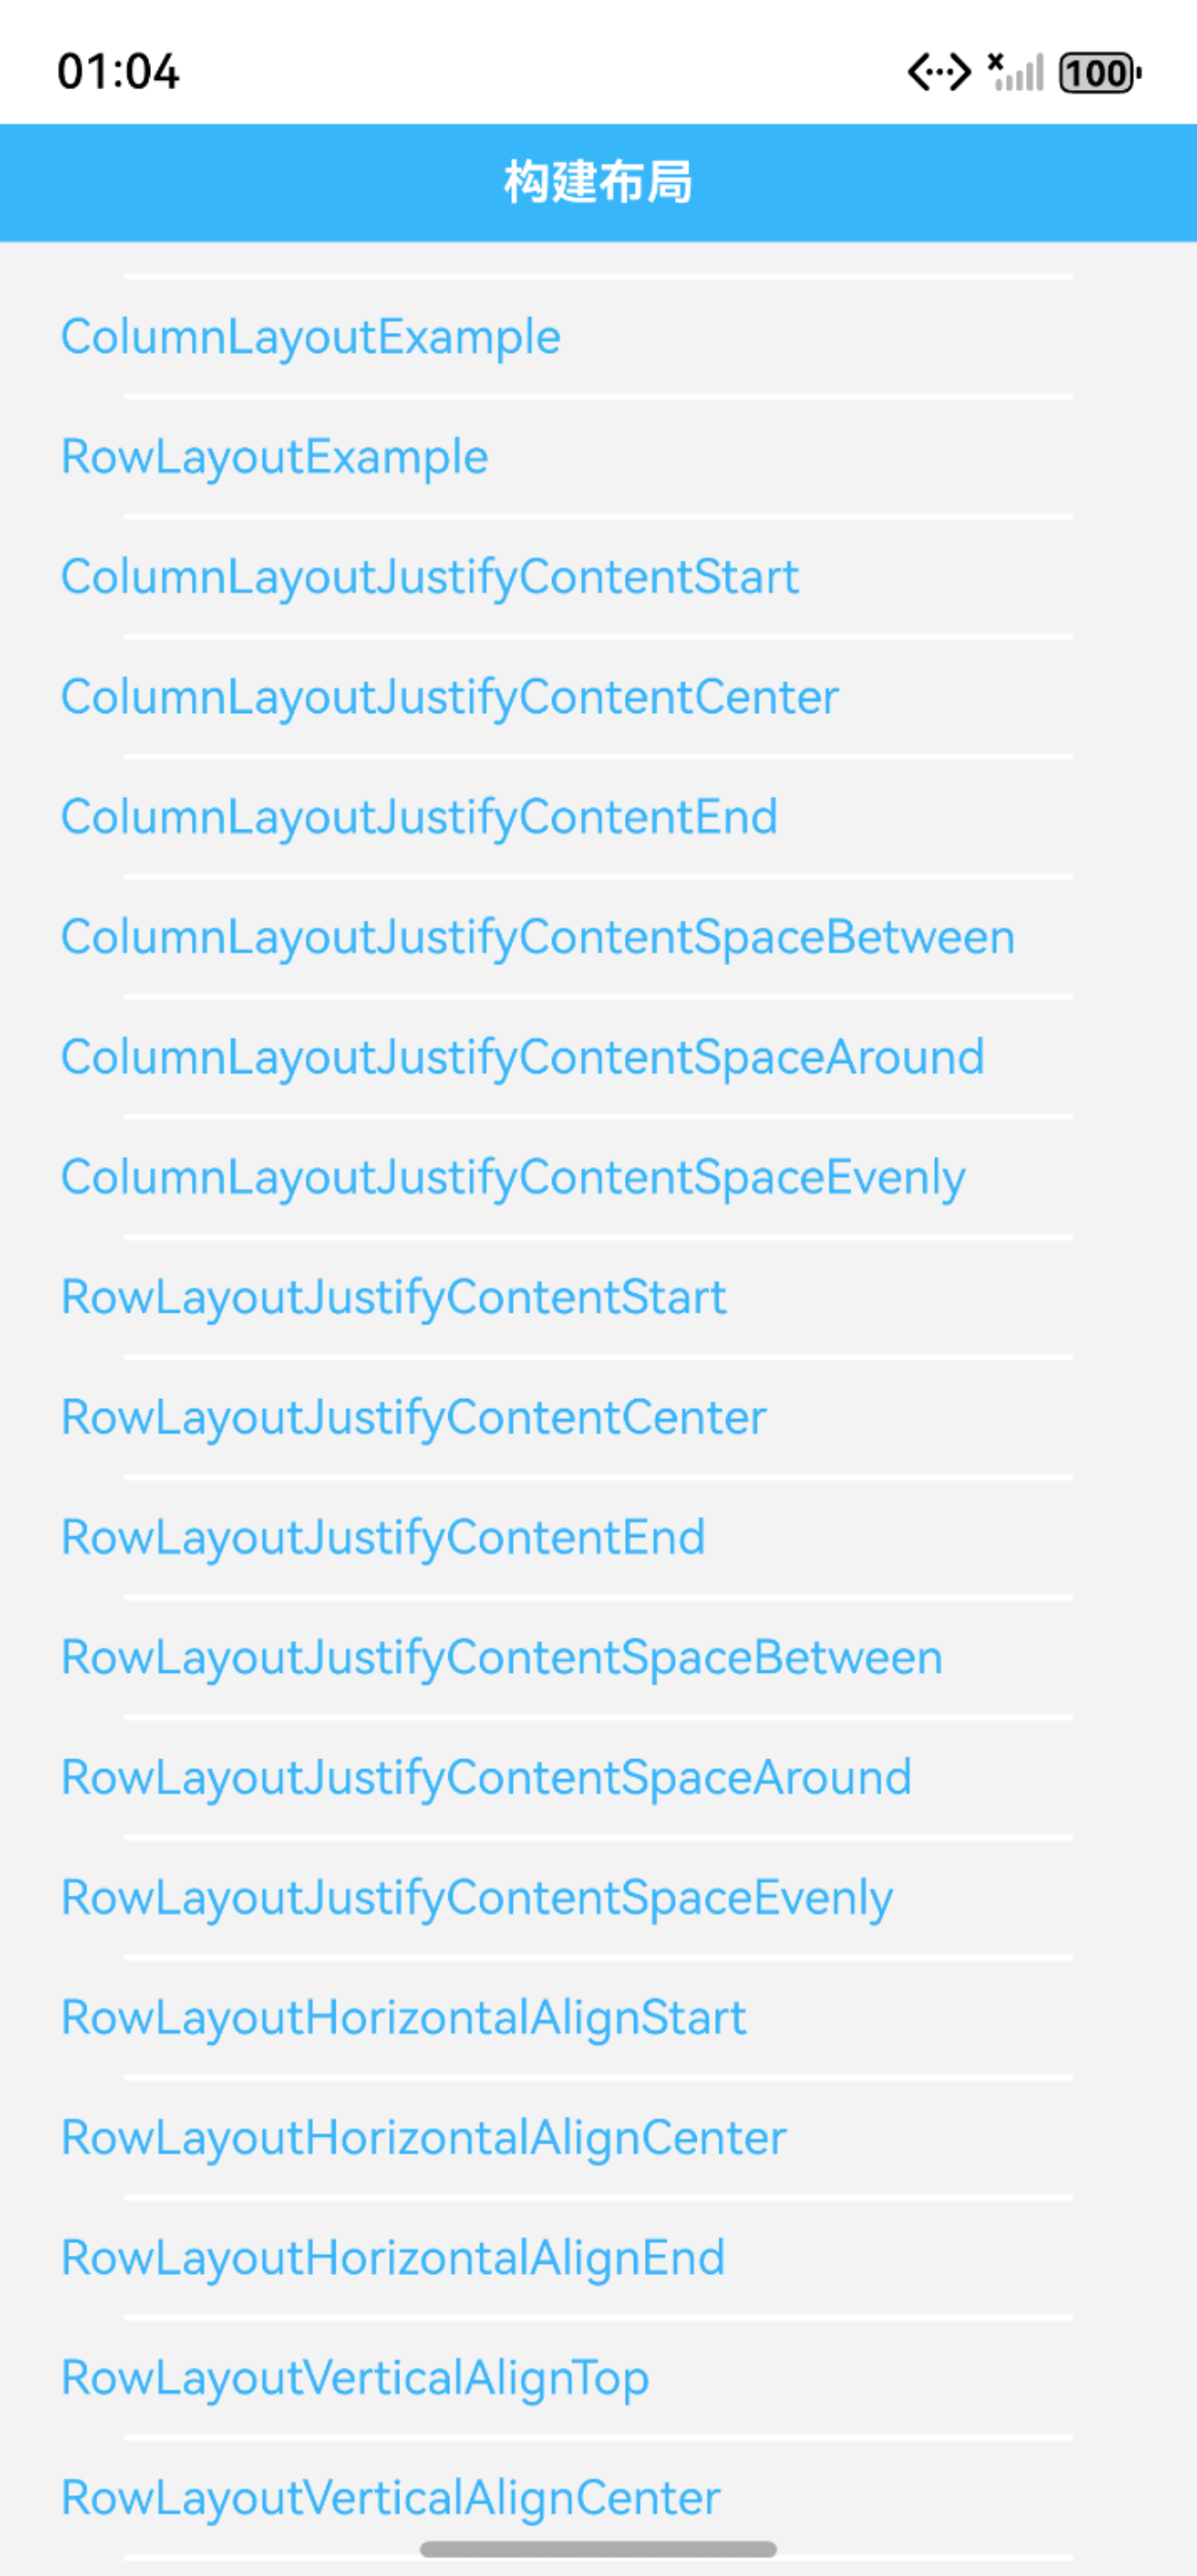 01:04
100
构建布局
ColumnLayoutExample
RowLayoutExample
ColumnLayoutJustifyContentStart
ColumnLayoutJustifyContentCenter
ColumnLayoutJustifyContentEnd
ColumnLayoutJustifyContentSpaceBetween
ColumnLayoutJustifyContentSpaceAround
ColumnLayoutJustifyContentSpaceEvenly
RowLayoutJustifyContentStart
RowLayoutJustifyContentCenter
RowLayoutJustifyContentEnd
RowLayoutJustifyContentSpaceBetween
RowLayoutJustifyContentSpaceAround
RowLayoutJustifyContentSpaceEvenly
RowLayoutHorizontalAlignStart
RowLayoutHorizontalAlignCenter
RowLayoutHorizontalAlignEnd
RowLayoutVerticalAlignTop
RowLayoutVerticalAlignCenter